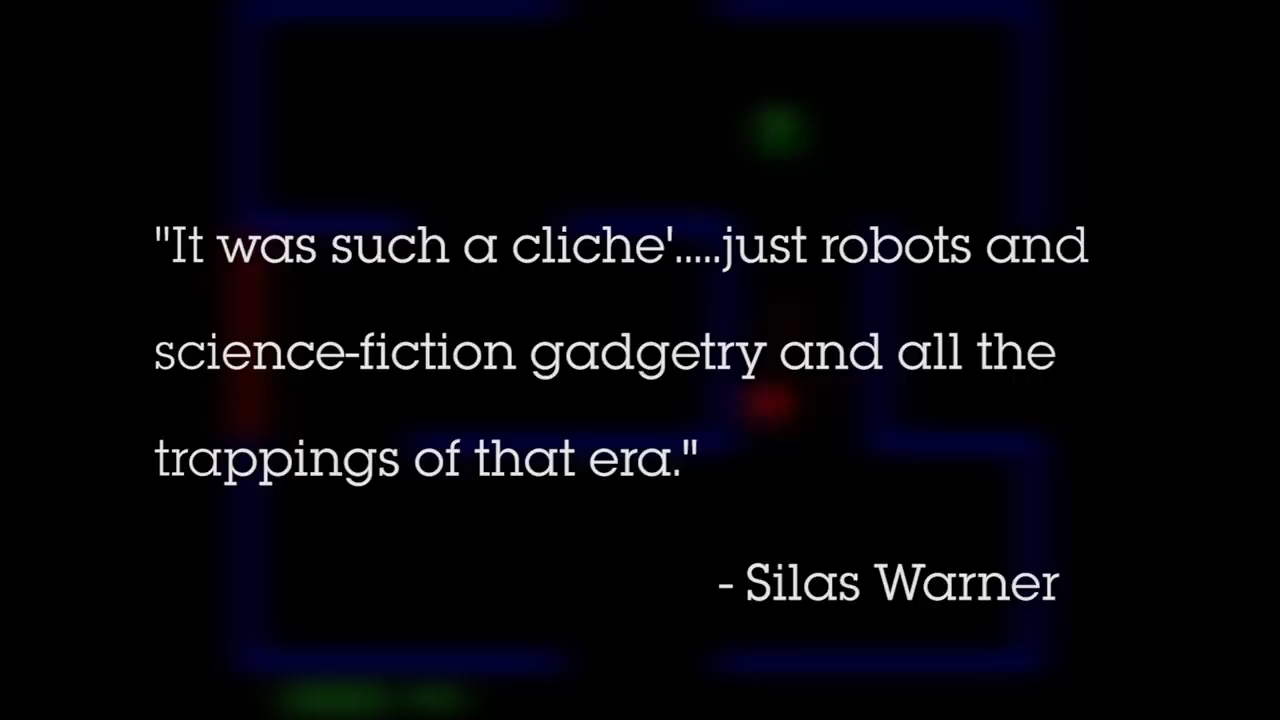 "It was such a cliche'.....just robots and
science-fiction gadgetry and all the
trappings of that era."
- Silas Warner